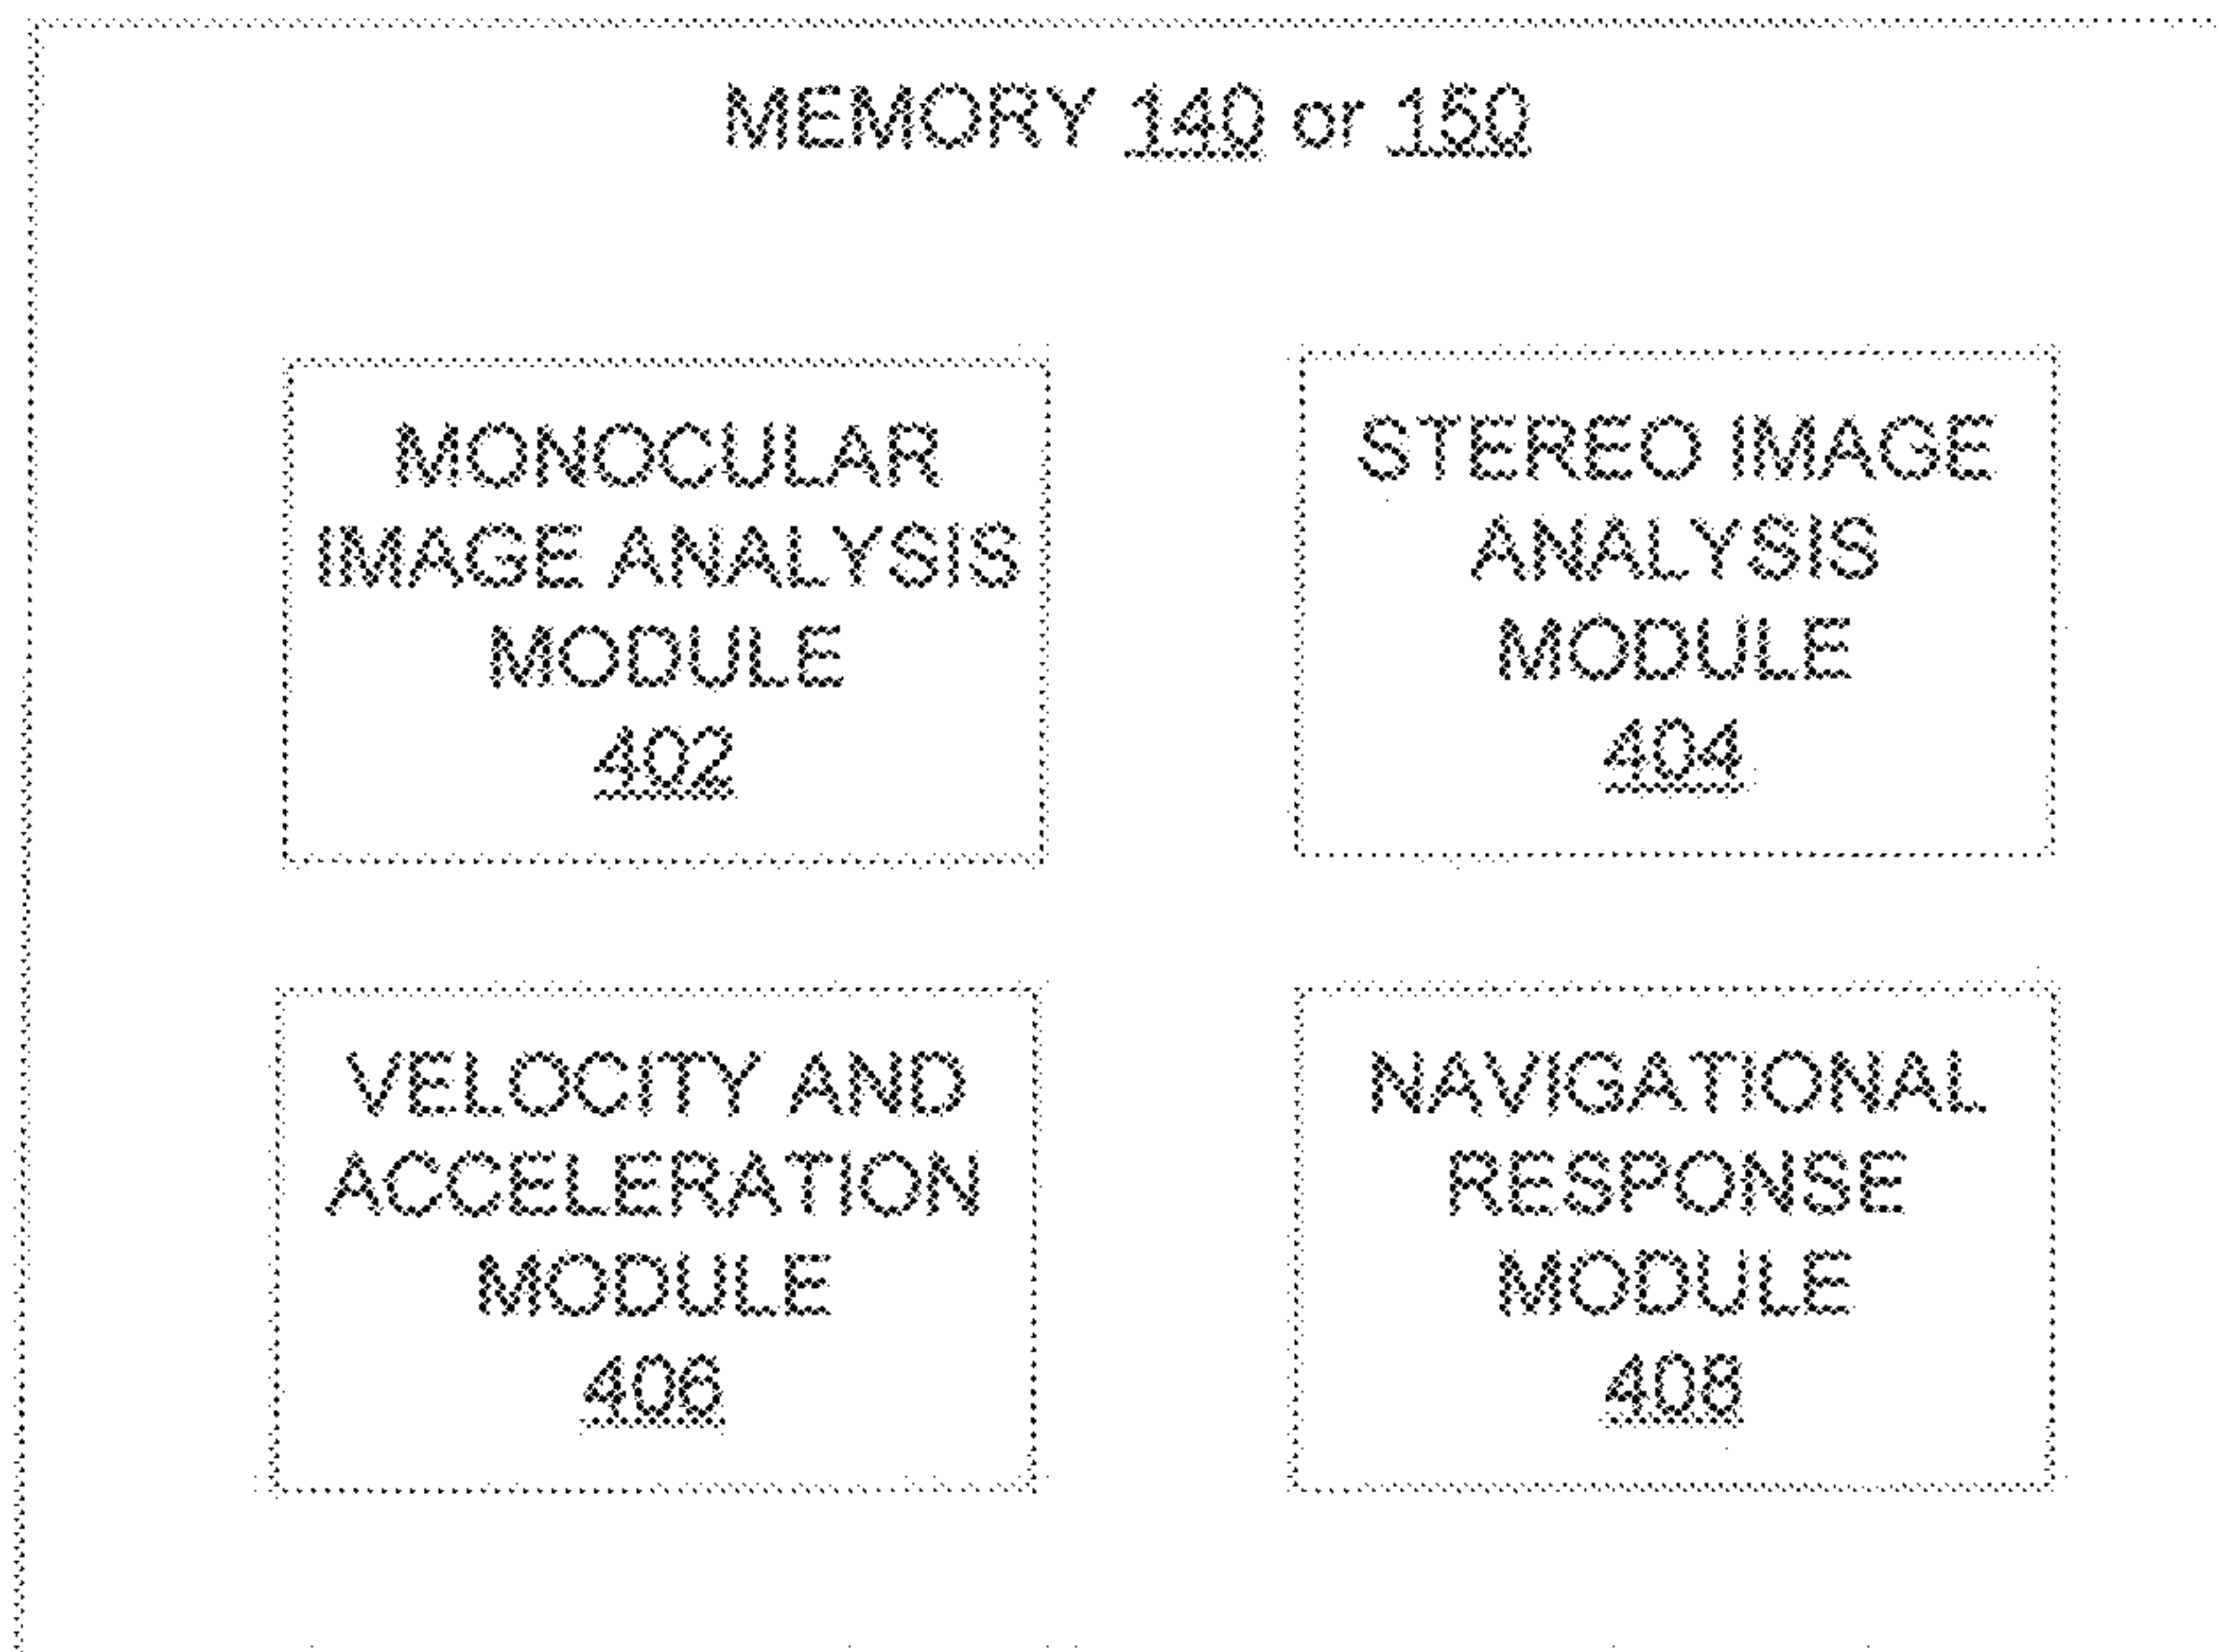 MEMORY 140 or 150
MONOCULAR
IMAGE ANALYSIS
MODULE
402
STEREO IMAGE
ANALYSIS
MODULE
404
VELOCITY AND
ACCELERATION
MODULE
406
NAVIGATIONAL
RESPONSE
MODULE
408